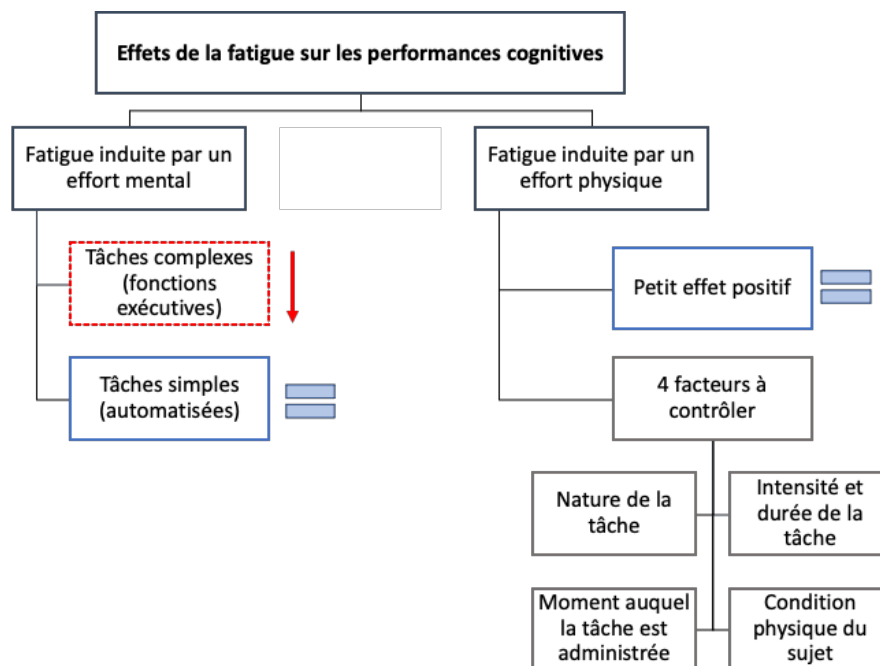 Effets de la fatigue sur les performances cognitives
Fatigue induite par un
effort mental
Fatigue induite par un
effort physique
Tâches complexes
(fonctions
exécutives)
Petit effet positif
Tâches simples
(automatisées)
4 facteurs à
contrôler
Nature de la
tâche
Intensité et
durée de la
tâche
Moment auquel
la tâche est
administrée
Condition
physique du
sujet